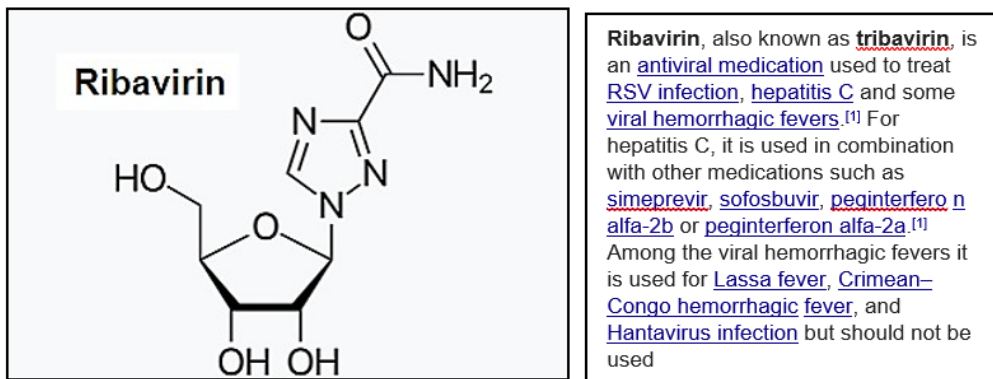 Ribavirin
O
NH2
N
N
N
HO
O
OH OH
Ribavirin, also known as tribavirin, is
an antiviral medication used to treat
RSV infection, hepatitis C and some
viral hemorrhagic fevers.[1] For
hepatitis C, it is used in combination
with other medications such as
simeprevir, sofosbuvir, peginterfero n
alfa-2b or peginterferon alfa-2a.[1]
Among the viral hemorrhagic fevers it
is used for Lassa fever, Crimean–
Congo hemorrhagic fever, and
Hantavirus infection but should not be
used